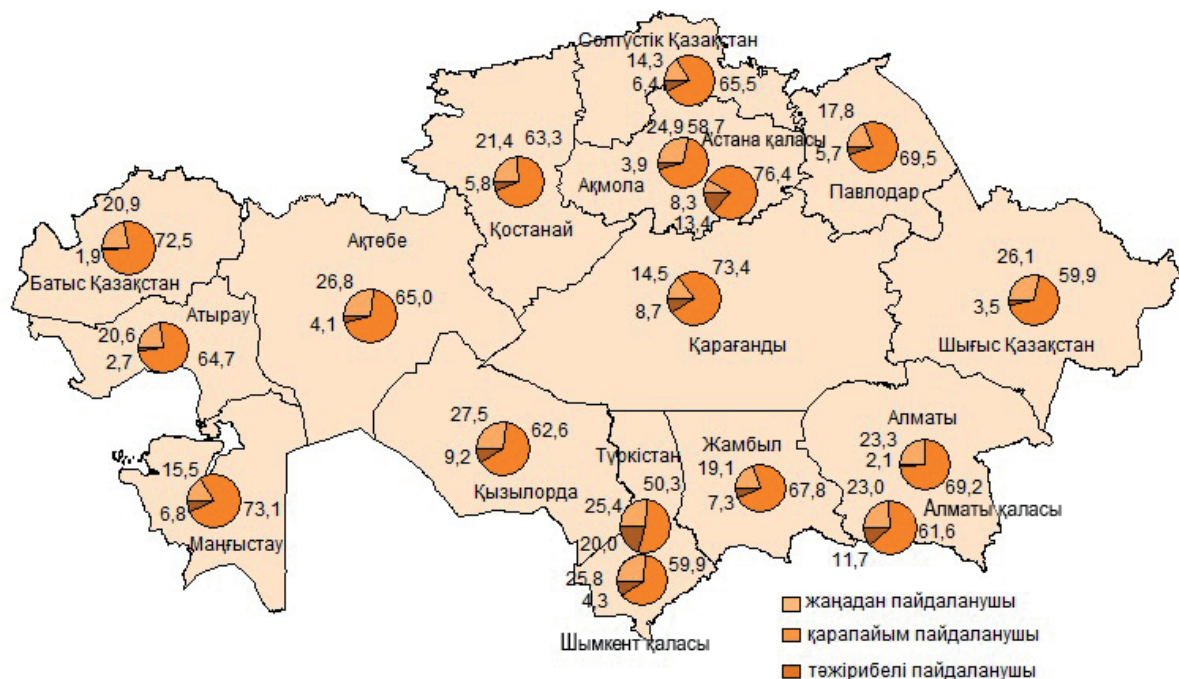 Солтүстік Қазақстан
14,3
6,4
65,5
17,8
5,7
69,5
Павлодар
21,4
63,3
5,8
Қостанай
24,9
58,7
Астана қаласы
3,9
Ақмола
76,4
8,3
13,4
20,9
72,5
1,9
Батыс Қазақстан
Ақтөбе
26,8
65,0
4,1
14,5
73,4
8,7
Қарағанды
26,1
59,9
3,5
Шығыс Қазақстан
Атырау
20,6
2,7
64,7
27,5
62,6
9,2
Қызылорда
Түркістан
50,3
25,4
20,0
Жамбыл
19,1
67,8
7,3
Алматы
23,3
2,1
69,2
23,0
Алматы қаласы
61,6
11,7
15,5
73,1
6,8
Маңғыстау
25,8
59,9
4,3
Шымкент қаласы
жаңадан пайдаланушы
қарапайым пайдаланушы
тәжірибелі пайдаланушы